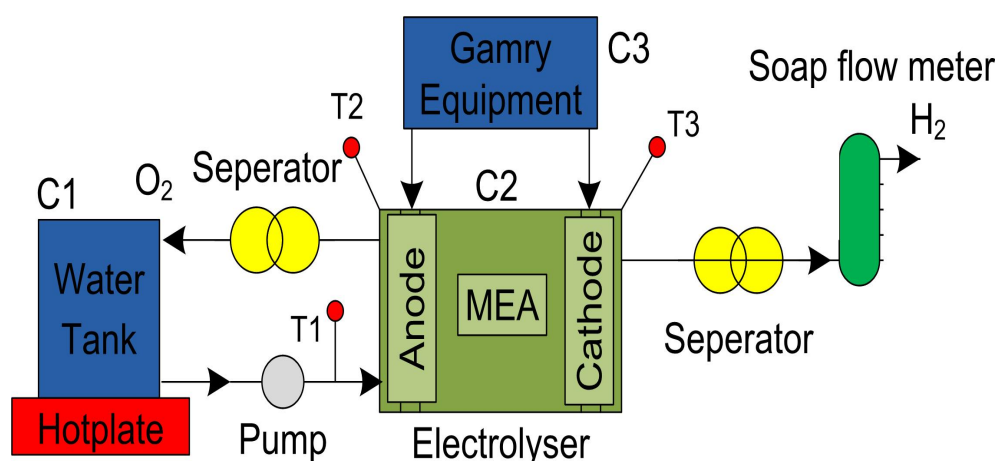 Gamry
Equipment
C3
Soap flow meter
H2
T2
T3
Seperator
O2
C1
C2
Water
Tank
Anode
MEA
Cathode
T1
Seperator
Hotplate
Pump
Electrolyser